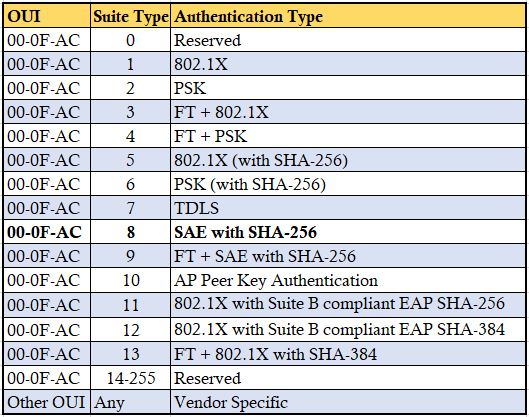 OUI Suite Type Authentication Type
00-0F-AC 0 Reserved
00-0F-AC 1 802.1X
00-0F-AC 2 PSK
00-0F-AC 3 FT + 802.1X
00-0F-AC 4 FT + PSK
00-0F-AC 5 802.1X (with SHA-256)
00-0F-AC 6 PSK (with SHA-256)
00-0F-AC 7 TDLS
00-0F-AC 8 SAE with SHA-256
00-0F-AC 9 FT + SAE with SHA-256
00-0F-AC 10 AP Peer Key Authentication
00-0F-AC 11 802.1X with Suite B compliant EAP SHA-256
00-0F-AC 12 802.1X with Suite B compliant EAP SHA-384
00-0F-AC 13 FT + 802.1X with SHA-384
00-0F-AC 14-255 Reserved
Other OUI Any Vendor Specific